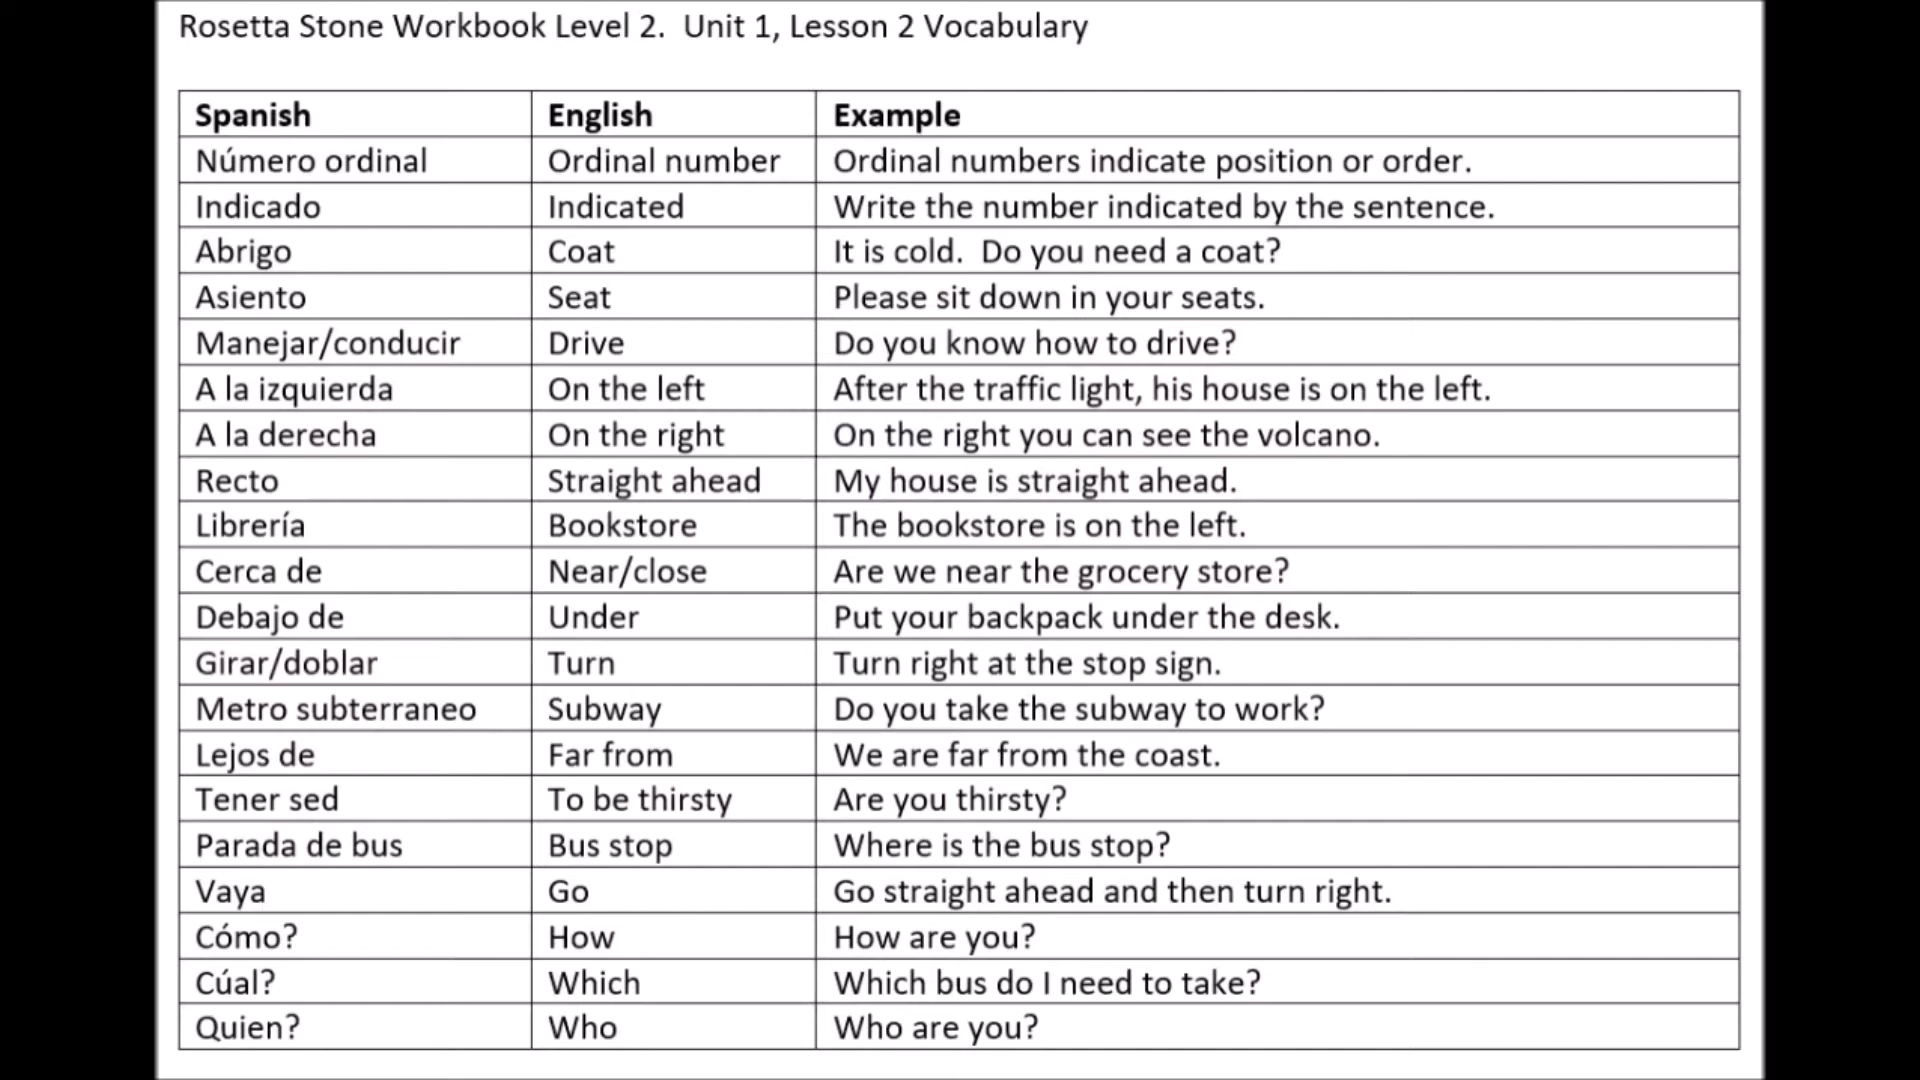 Rosetta Stone Workbook Level 2.  Unit 1, Lesson 2 Vocabulary
Spanish English Example
Número ordinal Ordinal number Ordinal numbers indicate position or order.
Indicado Indicated Write the number indicated by the sentence.
Abrigo Coat It is cold.  Do you need a coat?
Asiento Seat Please sit down in your seats.
Manejar/conducir Drive Do you know how to drive?
A la izquierda On the left After the traffic light, his house is on the left.
A la derecha On the right On the right you can see the volcano.
Recto Straight ahead My house is straight ahead.
Librería Bookstore The bookstore is on the left.
Cerca de Near/close Are we near the grocery store?
Debajo de Under Put your backpack under the desk.
Girar/doblar Turn Turn right at the stop sign.
Metro subterraneo Subway Do you take the subway to work?
Lejos de Far from We are far from the coast.
Tener sed To be thirsty Are you thirsty?
Parada de bus Bus stop Where is the bus stop?
Vaya Go Go straight ahead and then turn right.
Cómo? How How are you?
Cúal? Which Which bus do I need to take?
Quien? Who Who are you?